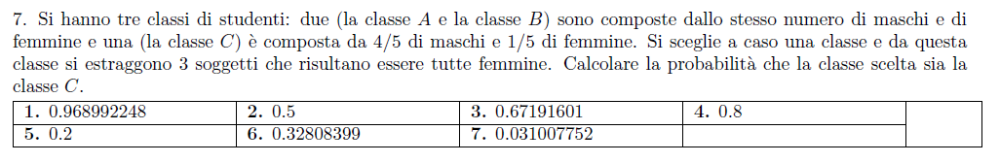 7. Si hanno tre classi di studenti: due (la classe A e la classe B) sono composte dallo stesso numero di maschi e di
femmine e una (la classe C) è composta da 4/5 di maschi e 1/5 di femmine. Si sceglie a caso una classe e da questa
classe si estraggono 3 soggetti che risultano essere tutte femmine. Calcolare la probabilità che la classe scelta sia la
classe C.
1. 0.968992248 2. 0.5 3. 0.67191601 4. 0.8
5. 0.2 6. 0.32808399 7. 0.031007752